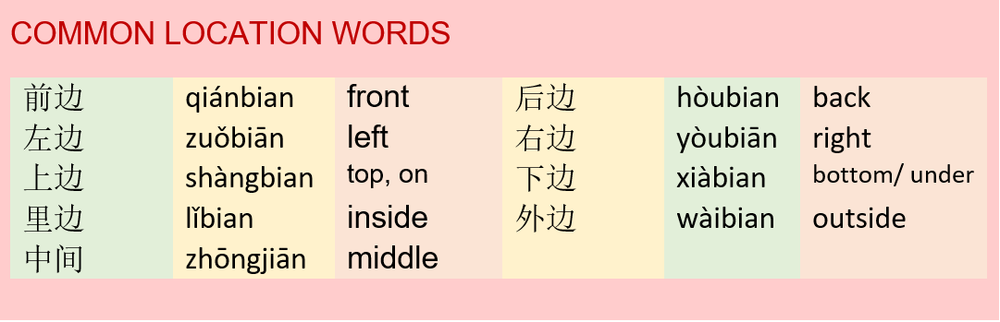 COMMON LOCATION WORDS
前边 qiánbian front 后边 hòubian back
左边 zuǒbiān left 右边 yòubiān right
上边 shàngbian top, on 下边 xiàbian bottom/ under
里边 lǐbian inside 外边 wàibian outside
中间 zhōngjiān middle